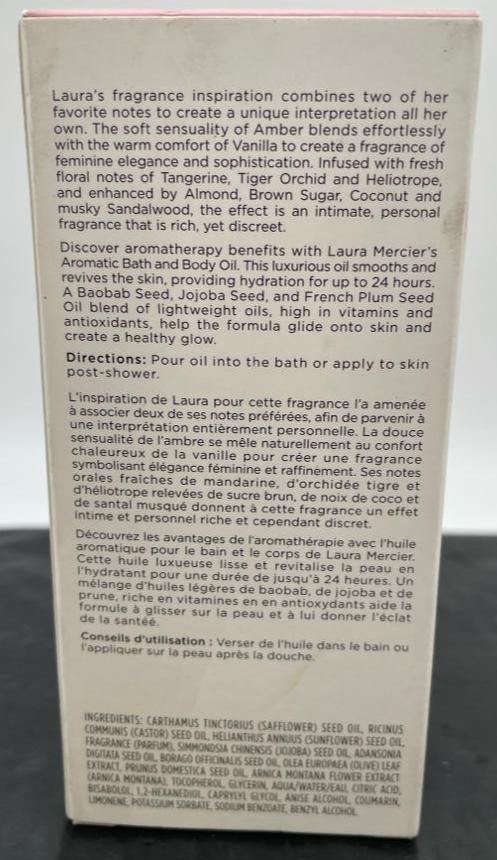 Laura's fragrance inspiration combines two of her
favorite notes to create a unique interpretation all her
own. The soft sensuality of Amber blends effortlessly
with the warm comfort of Vanilla to create a fragrance of
feminine elegance and sophistication. Infused with fresh
floral notes of Tangerine, Tiger Orchid and Heliotrope,
and enhanced by Almond, Brown Sugar, Coconut and
musky Sandalwood, the effect is an intimate, personal
fragrance that is rich, yet discreet.
Discover aromatherapy benefits with Laura Mercier's
Aromatic Bath and Body Oil. This luxurious oil smooths and
revives the skin, providing hydration for up to 24 hours.
A Baobab Seed, Jojoba Seed, and French Plum Seed
Oil blend of lightweight oils, high in vitamins and
antioxidants, help the formula glide onto skin and
create a healthy glow.
Directions: Pour oil into the bath or apply to skin
post-shower.
L'inspiration de Laura pour cette fragrance l'a amenée
à associer deux de ses notes préférées, afin de parvenir à
une interprétation entièrement personnelle. La douce
sensualité de l'ambre se mêle naturellement au confort
chaleureux de la vanille pour créer une fragrance
symbolisant élégance féminine et raffinement. Ses notes
orales fraîches de mandarine, d'orchidée tigre et
d'héliotrope relevées de sucre brun, de noix de coco et
de santal musqué donnent à cette fragrance un effet
intime et personnel riche et cependant discret.
Découvrez les avantages de l'aromathérapie avec l'huile
aromatique pour le bain et le corps de Laura Mercier.
Cette huile luxueuse lisse et revitalise la peau en
l'hydratant pour une durée de jusqu'à 24 heures. Un
mélange d'huiles légères de baobab, de jojoba et de
prune, riche en vitamines en en antioxydants aide la
formule à glisser sur la peau et à lui donner l'éclat
de la santéé.
Conseils d'utilisation : Verser de l'huile dans le bain ou
l'appliquer sur la peau après la douche.
INGREDIENTS: CARTHAMUS TINCTORIUS (SAFFLOWER) SEED OIL, RICINUS
COMMUNIS (CASTOR) SEED OIL, HELIANTHUS ANNUUS (SUNFLOWER) SEED OIL,
FRAGRANCE (PARFUM), SIMMONDSIA CHINENSIS (JOJOBA) SEED OIL, ADANSONIA
DIGITATA SEED OIL, BORAGO OFFICINALIS SEED OIL, OLEA EUROPAEA (OLIVE) LEAF
EXTRACT, PRUNUS DOMESTICA SEED OIL, ARNICA MONTANA FLOWER EXTRACT
(ARNICA MONTANA), TOCOPHEROL, GLYCERIN, AQUA/WATER/EAU, CITRIC ACID,
BISABOLOL, 1,2-HEXANEDIOL, CAPRYLYL GLYCOL, ANISE ALCOHOL, COUMARIN,
LIMONENE, POTASSIUM SORBATE, SODIUM BENZOATE, BENZYL ALCOHOL